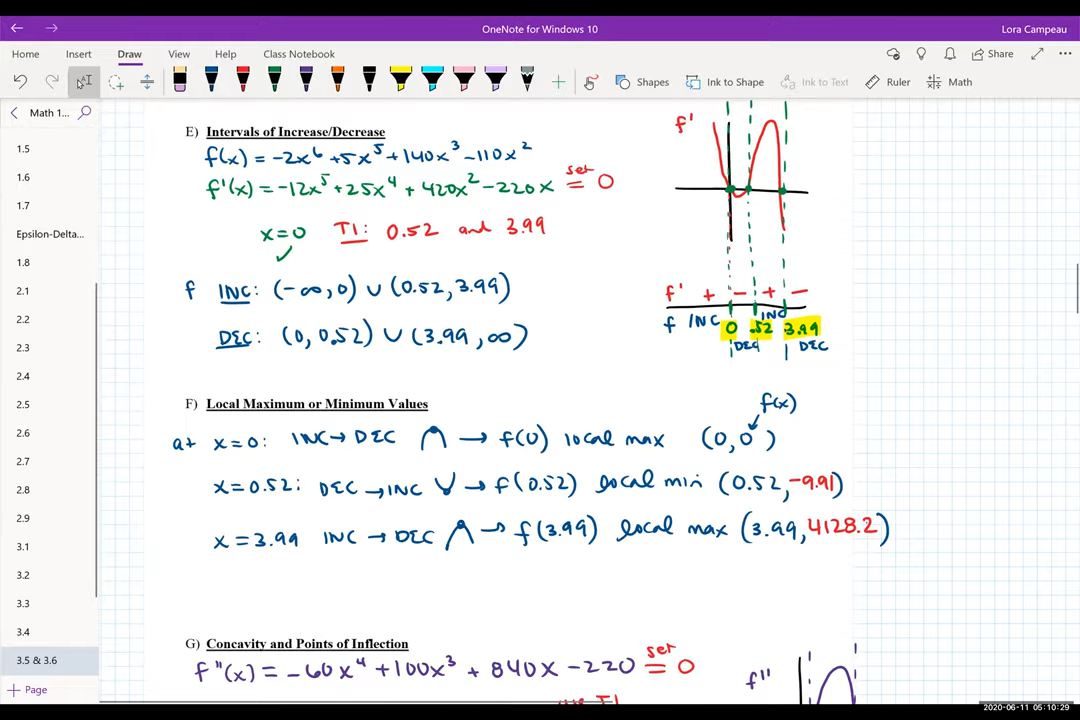 OneNote for Windows 10
Lora Campeau
Home Insert Draw View Help Class Notebook
Share
Shapes Ink to Shape Ink to Text Ruler Math
Math 1...
1.5
1.6
1.7
Epsilon-Delta...
1.8
2.1
2.2
2.3
2.4
2.5
2.6
2.7
2.8
2.9
3.1
3.2
3.3
3.4
3.5 & 3.6
Page
E) Intervals of Increase/Decrease
f(x) = -2x⁶ + 5x⁵ + 140x³ - 110x²
f'(x) = -12x⁵ + 25x⁴ + 420x² - 220x set = 0
x = 0 TI: 0.52 and 3.99
f INC: (-∞, 0) ∪ (0.52, 3.99)
DEC: (0, 0.52) ∪ (3.99, ∞)
f'
f' + - + -
f INC 0 .52 INC 3.99
DEC DEC
F) Local Maximum or Minimum Values
f(x)
at x = 0: INC → DEC → f(0) local max (0, 0)
x = 0.52: DEC → INC → f(0.52) local min (0.52, -9.91)
x = 3.99 INC → DEC → f(3.99) local max (3.99, 4128.2)
G) Concavity and Points of Inflection
f"(x) = -60x⁴ + 100x³ + 840x - 220 set = 0
f"
2020-06-11 05:10:29